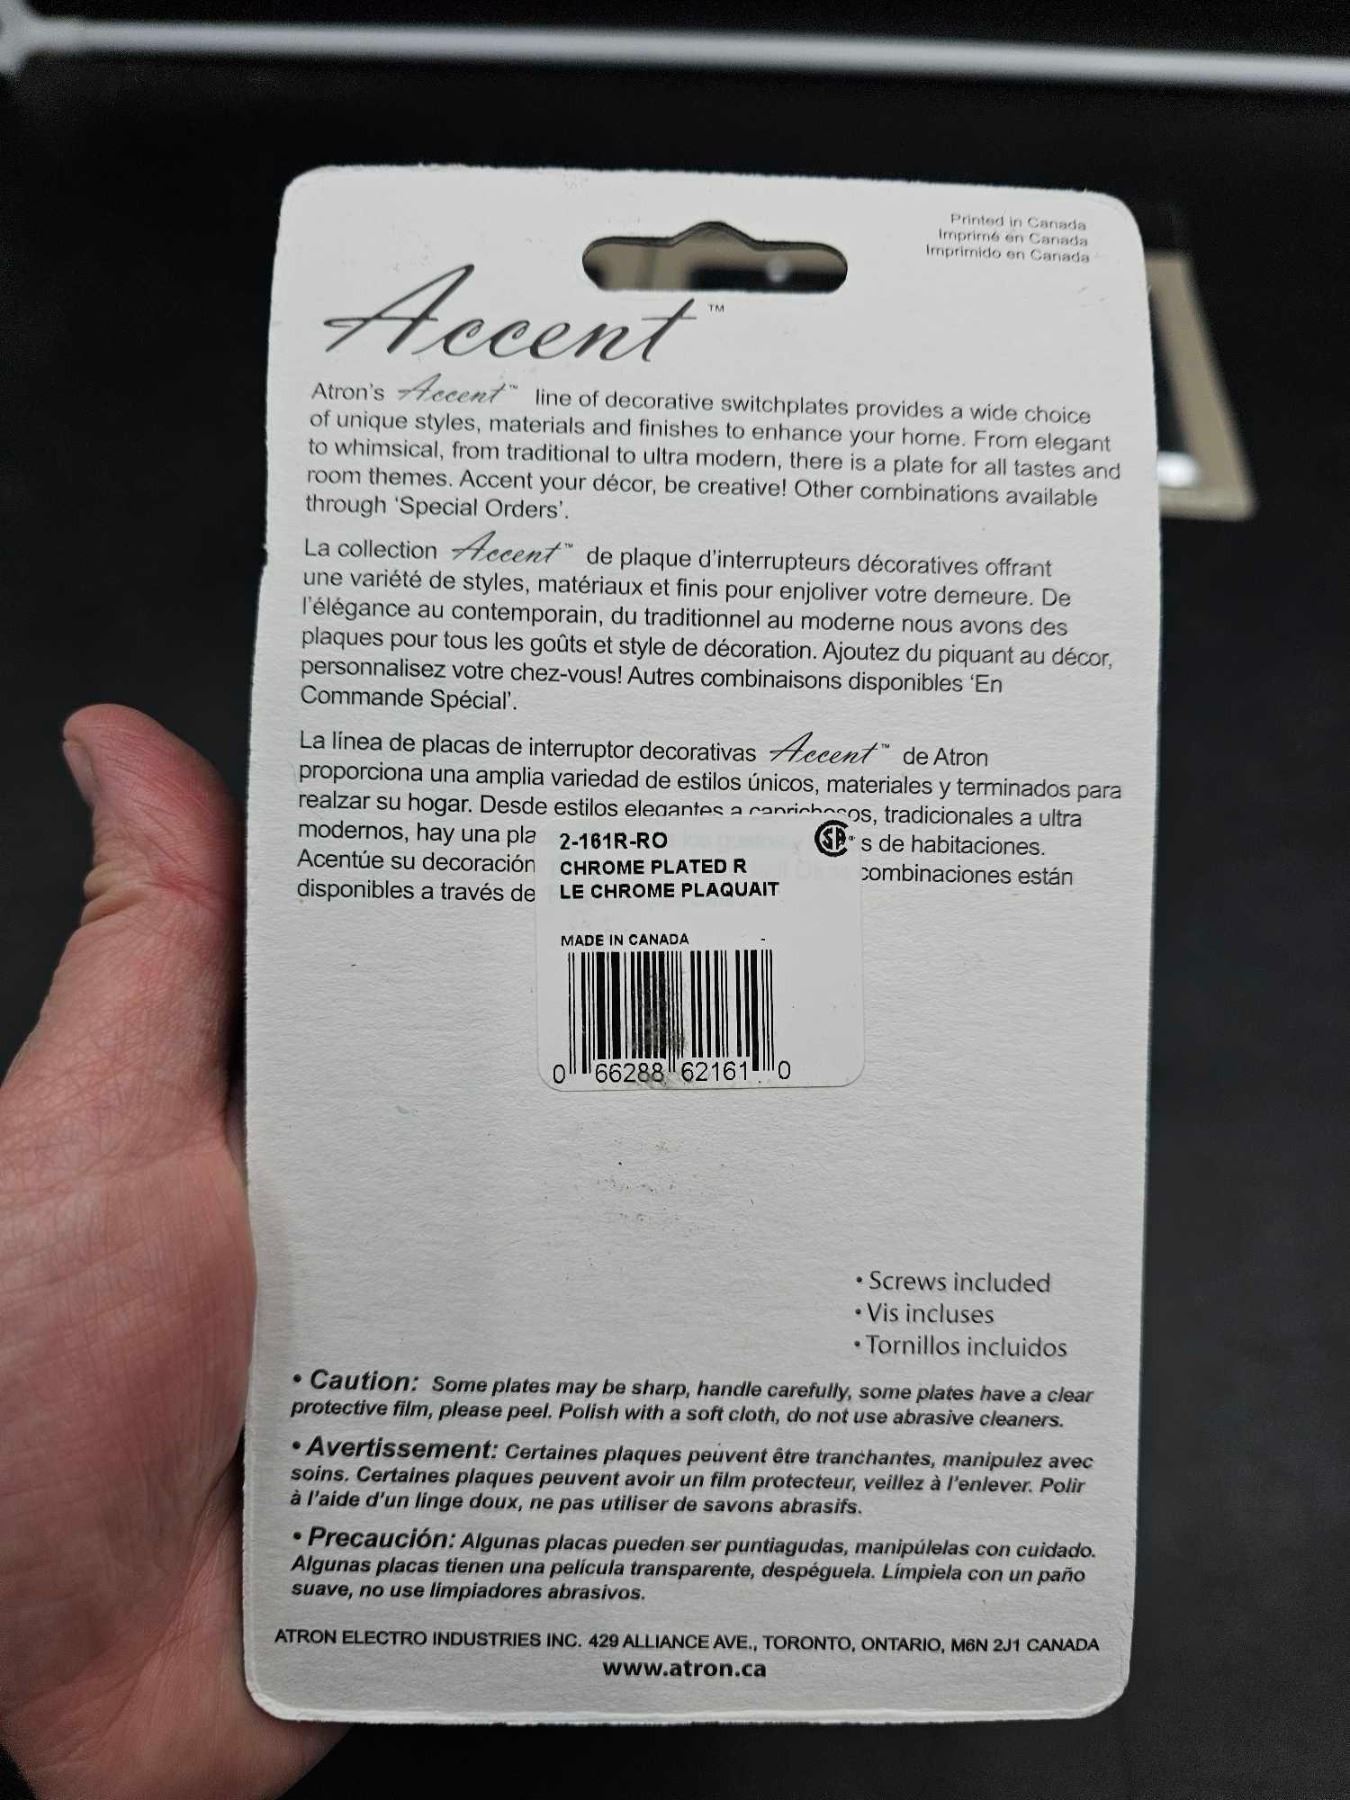 Printed in Canada
Imprimé en Canada
Imprimido en Canada
Accent™
Atron's Accent™ line of decorative switchplates provides a wide choice
of unique styles, materials and finishes to enhance your home. From elegant
to whimsical, from traditional to ultra modern, there is a plate for all tastes and
room themes. Accent your décor, be creative! Other combinations available
through 'Special Orders'.
La collection Accent™ de plaque d'interrupteurs décoratives offrant
une variété de styles, matériaux et finis pour enjoliver votre demeure. De
l'élégance au contemporain, du traditionnel au moderne nous avons des
plaques pour tous les goûts et style de décoration. Ajoutez du piquant au décor,
personnalisez votre chez-vous! Autres combinaisons disponibles 'En
Commande Spécial'.
La línea de placas de interruptor decorativas Accent™ de Atron
proporciona una amplia variedad de estilos únicos, materiales y terminados para
realzar su hogar. Desde estilos elegantes a caprichosos, tradicionales a ultra
modernos, hay una pla s de habitaciones.
Acentúe su decoración combinaciones están
disponibles a través de
2-161R-RO
CHROME PLATED R
LE CHROME PLAQUAIT
MADE IN CANADA
0 66288 62161 0
• Screws included
• Vis incluses
• Tornillos incluidos
• Caution: Some plates may be sharp, handle carefully, some plates have a clear
protective film, please peel. Polish with a soft cloth, do not use abrasive cleaners.
• Avertissement: Certaines plaques peuvent être tranchantes, manipulez avec
soins. Certaines plaques peuvent avoir un film protecteur, veillez à l'enlever. Polir
à l'aide d'un linge doux, ne pas utiliser de savons abrasifs.
• Precaución: Algunas placas pueden ser puntiagudas, manipúlelas con cuidado.
Algunas placas tienen una película transparente, despéguela. Límpiela con un paño
suave, no use limpiadores abrasivos.
ATRON ELECTRO INDUSTRIES INC. 429 ALLIANCE AVE., TORONTO, ONTARIO, M6N 2J1 CANADA
www.atron.ca